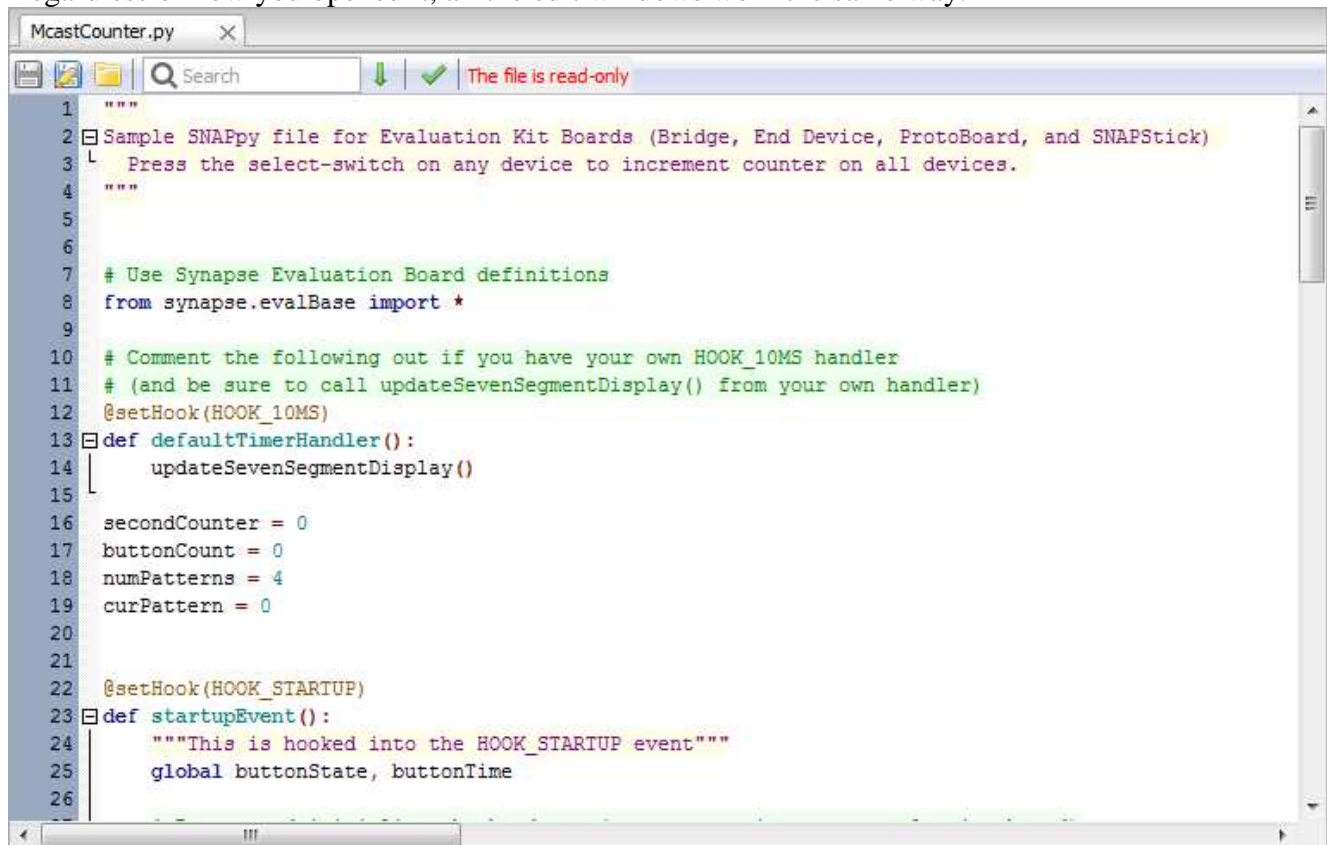 regardless of how you opened it, all the edit windows work the same way.
McastCounter.py
Search
The file is read-only
1 """
2 Sample SNAPpy file for Evaluation Kit Boards (Bridge, End Device, ProtoBoard, and SNAPStick)
3 Press the select-switch on any device to increment counter on all devices.
4 """
5
6
7 # Use Synapse Evaluation Board definitions
8 from synapse.evalBase import *
9
10 # Comment the following out if you have your own HOOK_10MS handler
11 # (and be sure to call updateSevenSegmentDisplay() from your own handler)
12 @setHook(HOOK_10MS)
13 def defaultTimerHandler():
14 updateSevenSegmentDisplay()
15
16 secondCounter = 0
17 buttonCount = 0
18 numPatterns = 4
19 curPattern = 0
20
21
22 @setHook(HOOK_STARTUP)
23 def startupEvent():
24 """This is hooked into the HOOK_STARTUP event"""
25 global buttonState, buttonTime
26